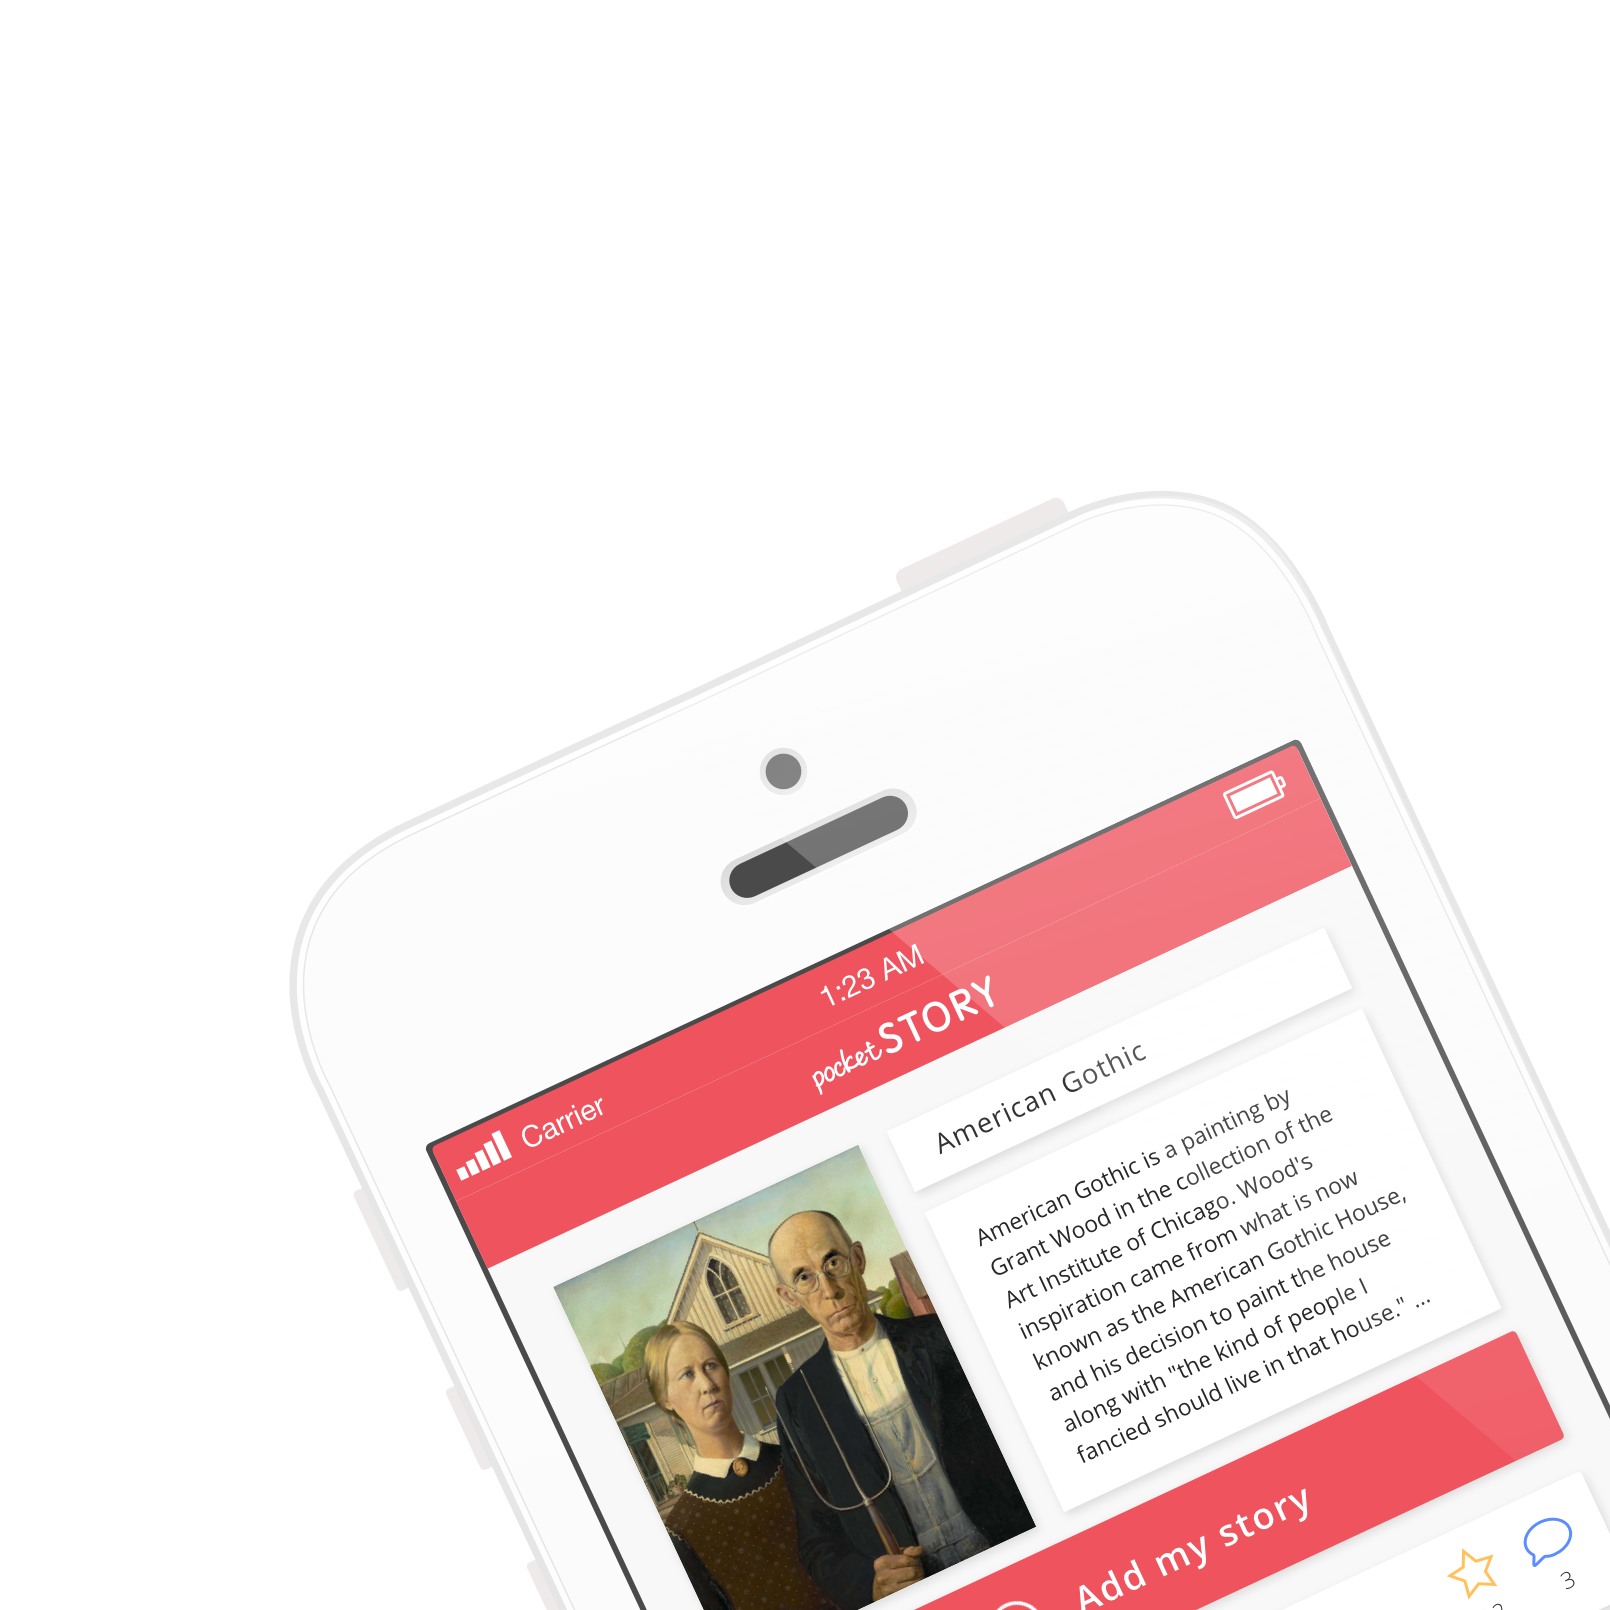 Carrier
1:23 AM
pocket STORY
American Gothic
American Gothic is a painting by
Grant Wood in the collection of the
Art Institute of Chicago. Wood's
inspiration came from what is now
known as the American Gothic House,
and his decision to paint the house
along with "the kind of people I
fancied should live in that house." ...
Add my story
3